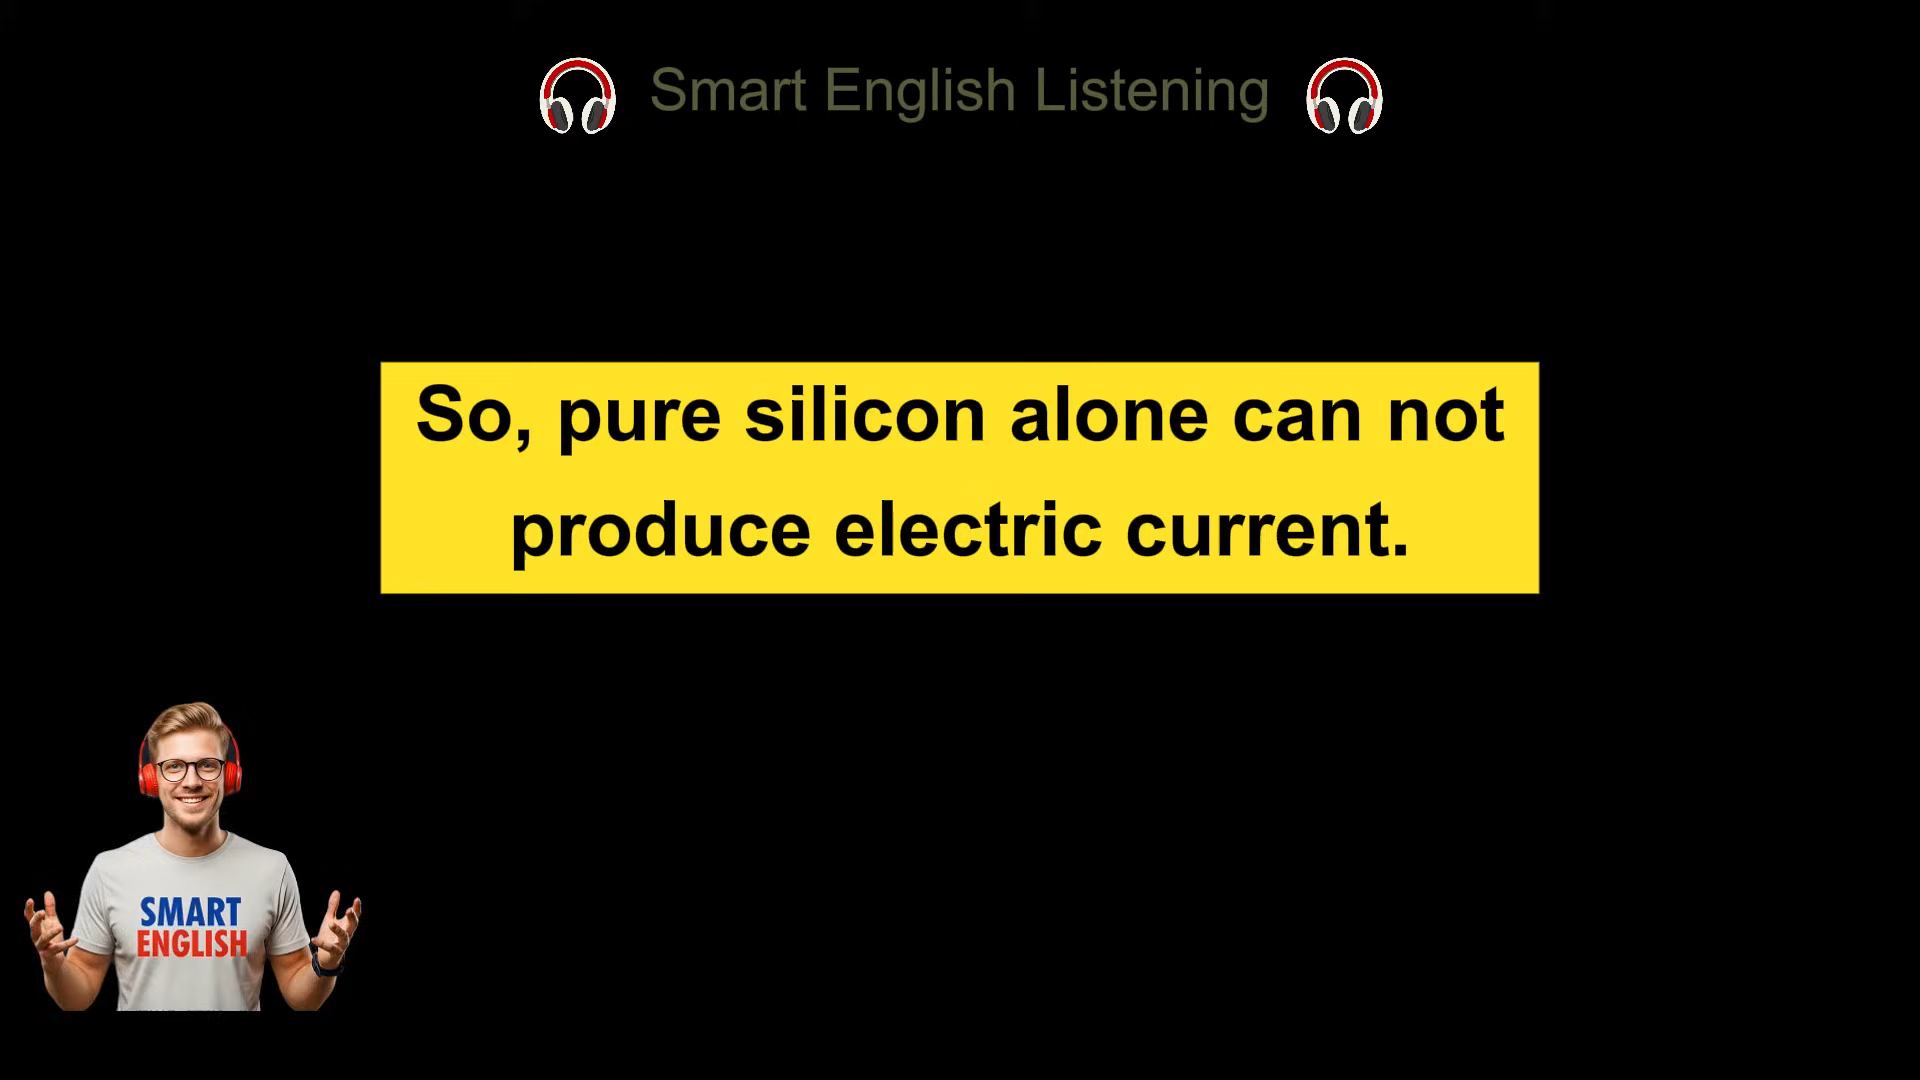 Smart English Listening
So, pure silicon alone can not
produce electric current.
SMART
ENGLISH